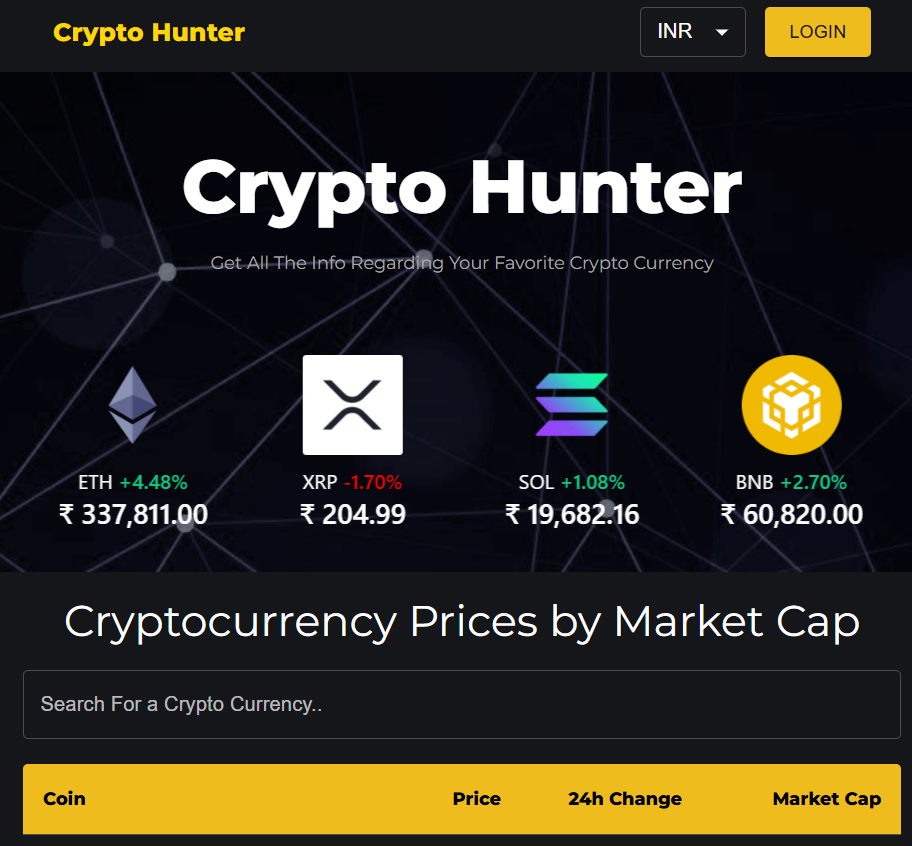 Crypto Hunter
INR
LOGIN
Crypto Hunter
Get All The Info Regarding Your Favorite Crypto Currency
ETH +4.48%
₹ 337,811.00
XRP -1.70%
₹ 204.99
SOL +1.08%
₹ 19,682.16
BNB +2.70%
₹ 60,820.00
Cryptocurrency Prices by Market Cap
Search For a Crypto Currency..
Coin Price 24h Change Market Cap